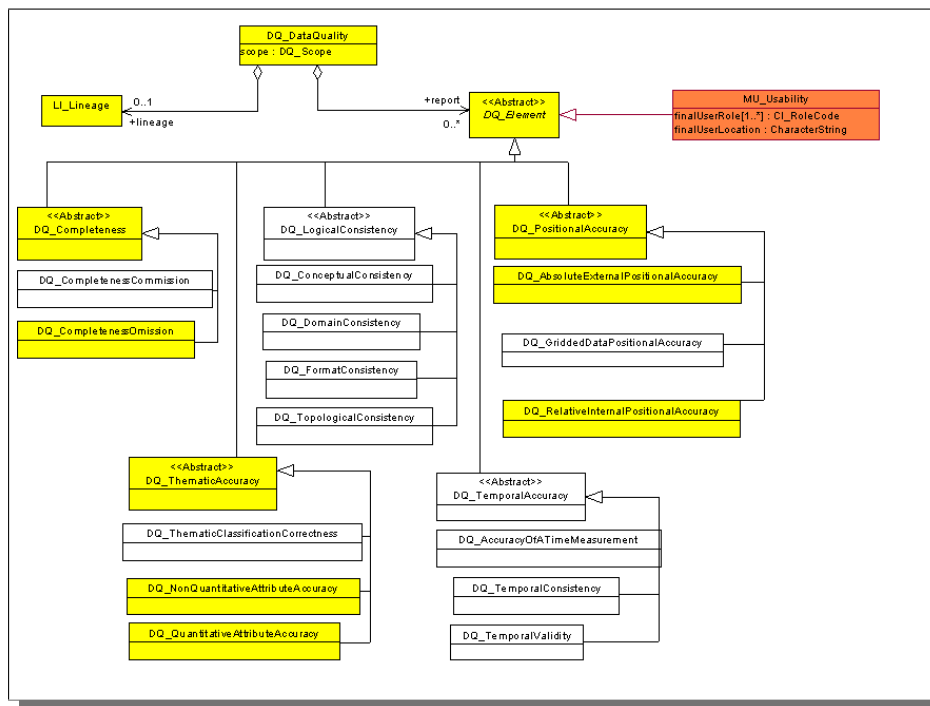 DQ_DataQuality
scope : DQ_Scope
LI_Lineage
0..1
+lineage
+report
0..*
<<Abstract>>
DQ_Element
MU_Usability
finalUserRole[1..*] : CI_RoleCode
finalUserLocation : CharacterString
<<Abstract>>
DQ_Completeness
DQ_CompletenessCommission
DQ_CompletenessOmission
<<Abstract>>
DQ_LogicalConsistency
DQ_ConceptualConsistency
DQ_DomainConsistency
DQ_FormatConsistency
DQ_TopologicalConsistency
<<Abstract>>
DQ_PositionalAccuracy
DQ_AbsoluteExternalPositionalAccuracy
DQ_GriddedDataPositionalAccuracy
DQ_RelativeInternalPositionalAccuracy
<<Abstract>>
DQ_ThematicAccuracy
DQ_ThematicClassificationCorrectness
DQ_NonQuantitativeAttributeAccuracy
DQ_QuantitativeAttributeAccuracy
<<Abstract>>
DQ_TemporalAccuracy
DQ_AccuracyOfATimeMeasurement
DQ_TemporalConsistency
DQ_TemporalValidity